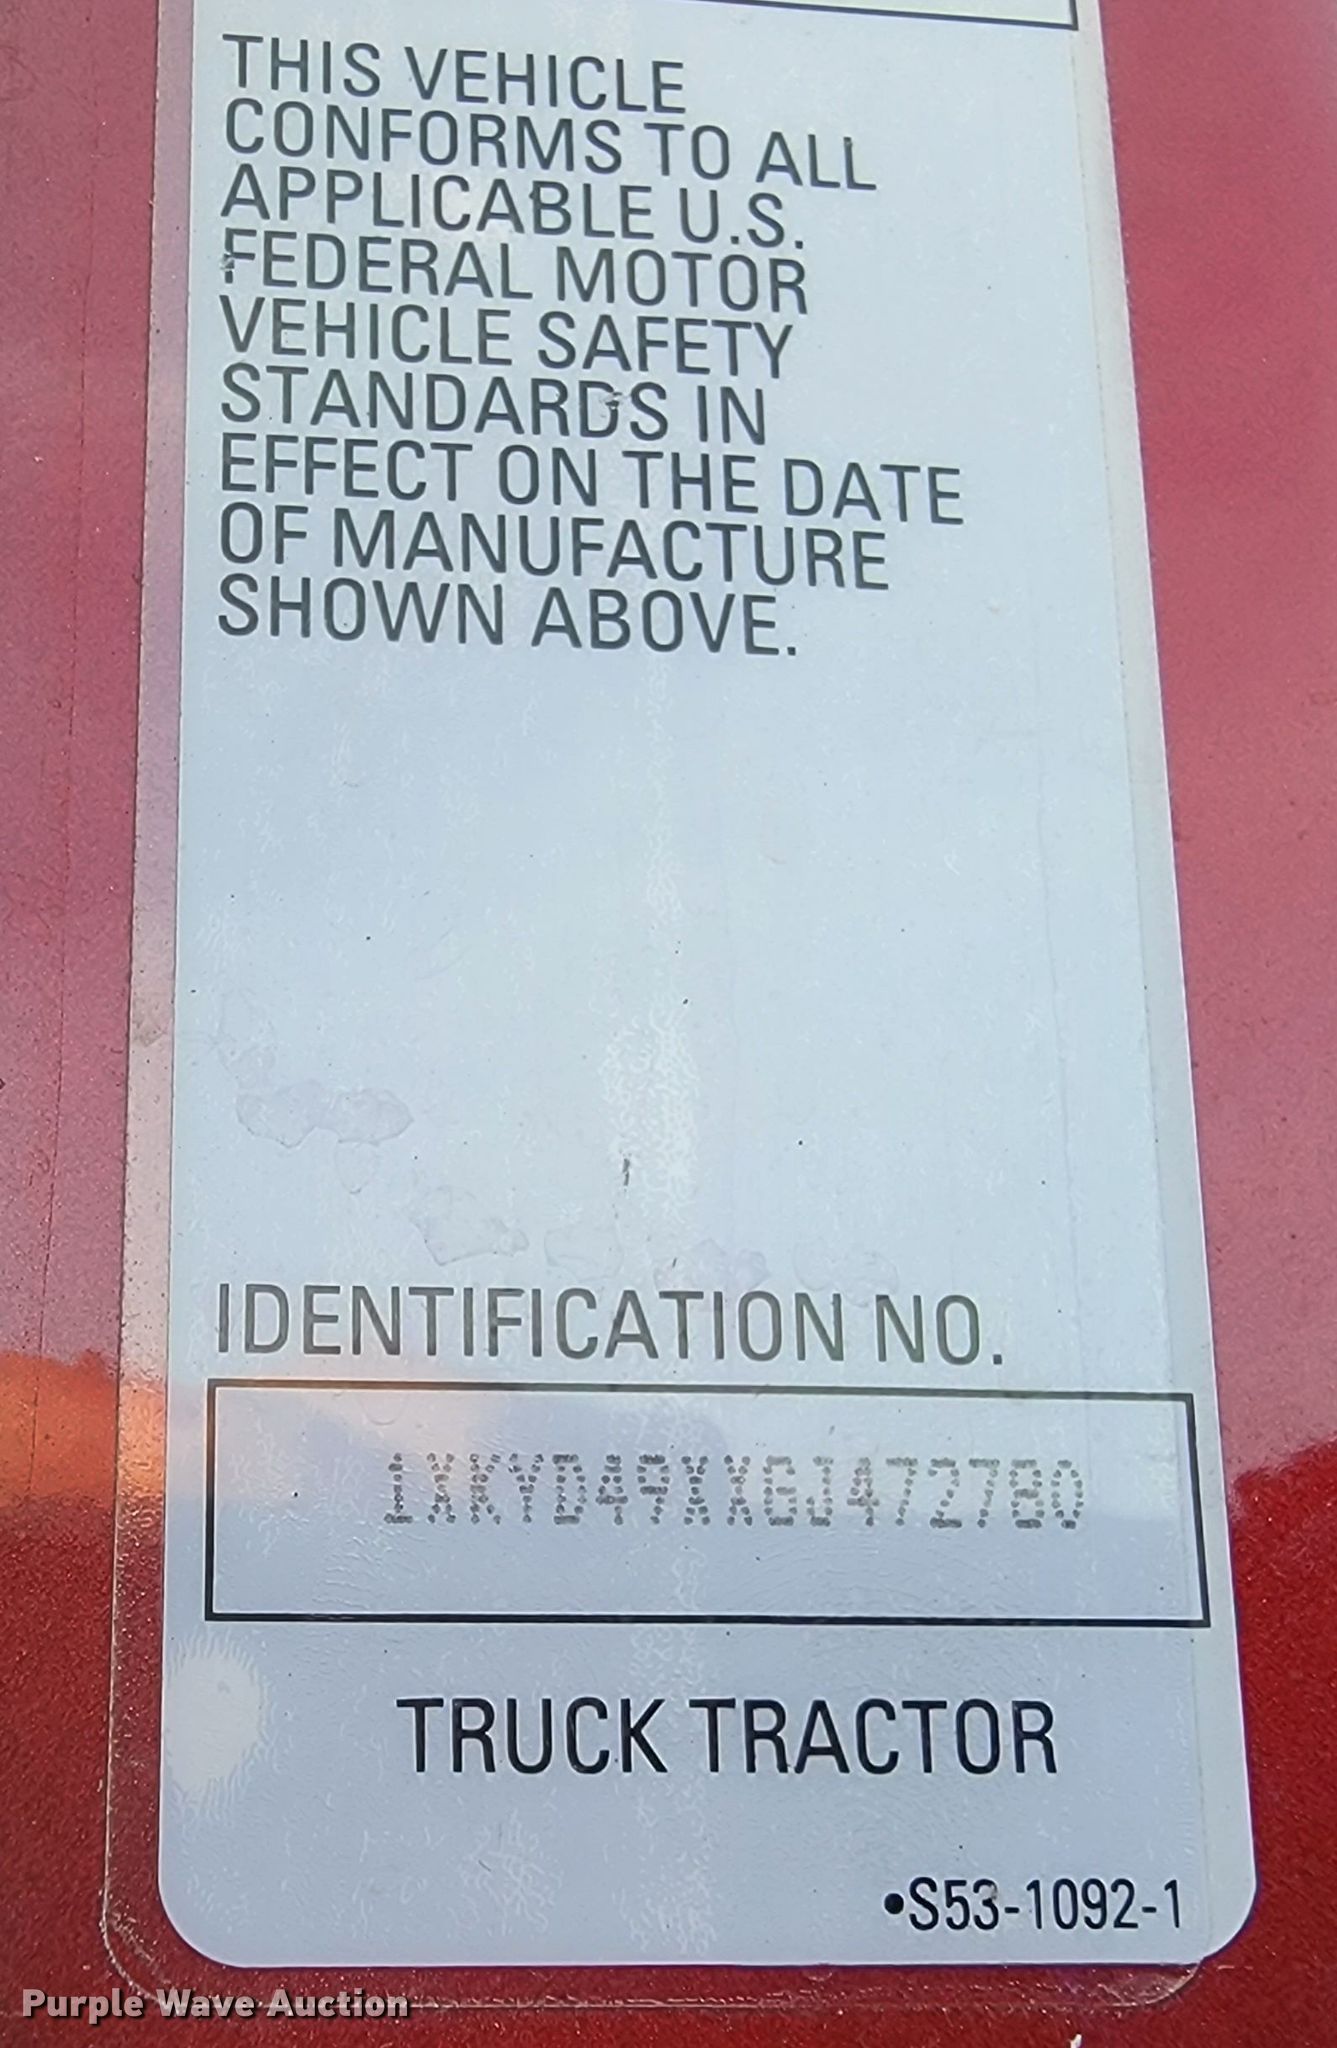 THIS VEHICLE
CONFORMS TO ALL
APPLICABLE U.S.
FEDERAL MOTOR
VEHICLE SAFETY
STANDARDS IN
EFFECT ON THE DATE
OF MANUFACTURE
SHOWN ABOVE.
IDENTIFICATION NO.
1XKYD49XXGJ472780
TRUCK TRACTOR
•S53-1092-1
Purple Wave Auction